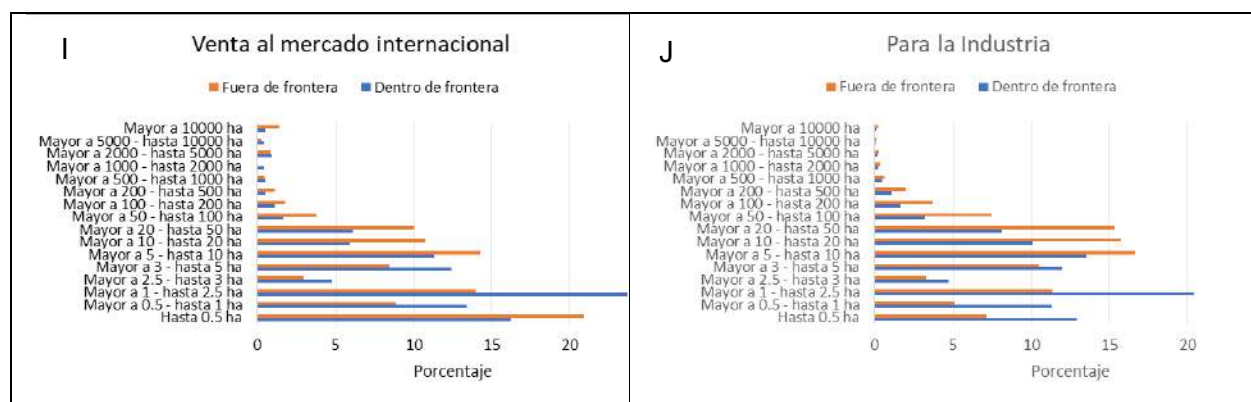 I
Venta al mercado internacional
Fuera de frontera Dentro de frontera
Mayor a 10000 ha
Mayor a 5000 - hasta 10000 ha
Mayor a 2000 - hasta 5000 ha
Mayor a 1000 - hasta 2000 ha
Mayor a 500 - hasta 1000 ha
Mayor a 200 - hasta 500 ha
Mayor a 100 - hasta 200 ha
Mayor a 50 - hasta 100 ha
Mayor a 20 - hasta 50 ha
Mayor a 10 - hasta 20 ha
Mayor a 5 - hasta 10 ha
Mayor a 3 - hasta 5 ha
Mayor a 2.5 - hasta 3 ha
Mayor a 1 - hasta 2.5 ha
Mayor a 0.5 - hasta 1 ha
Hasta 0.5 ha
0 5 10 15 20
Porcentaje
J
Para la Industria
Fuera de frontera Dentro de frontera
Mayor a 10000 ha
Mayor a 5000 - hasta 10000 ha
Mayor a 2000 - hasta 5000 ha
Mayor a 1000 - hasta 2000 ha
Mayor a 500 - hasta 1000 ha
Mayor a 200 - hasta 500 ha
Mayor a 100 - hasta 200 ha
Mayor a 50 - hasta 100 ha
Mayor a 20 - hasta 50 ha
Mayor a 10 - hasta 20 ha
Mayor a 5 - hasta 10 ha
Mayor a 3 - hasta 5 ha
Mayor a 2.5 - hasta 3 ha
Mayor a 1 - hasta 2.5 ha
Mayor a 0.5 - hasta 1 ha
Hasta 0.5 ha
0 5 10 15 20
Porcentaje